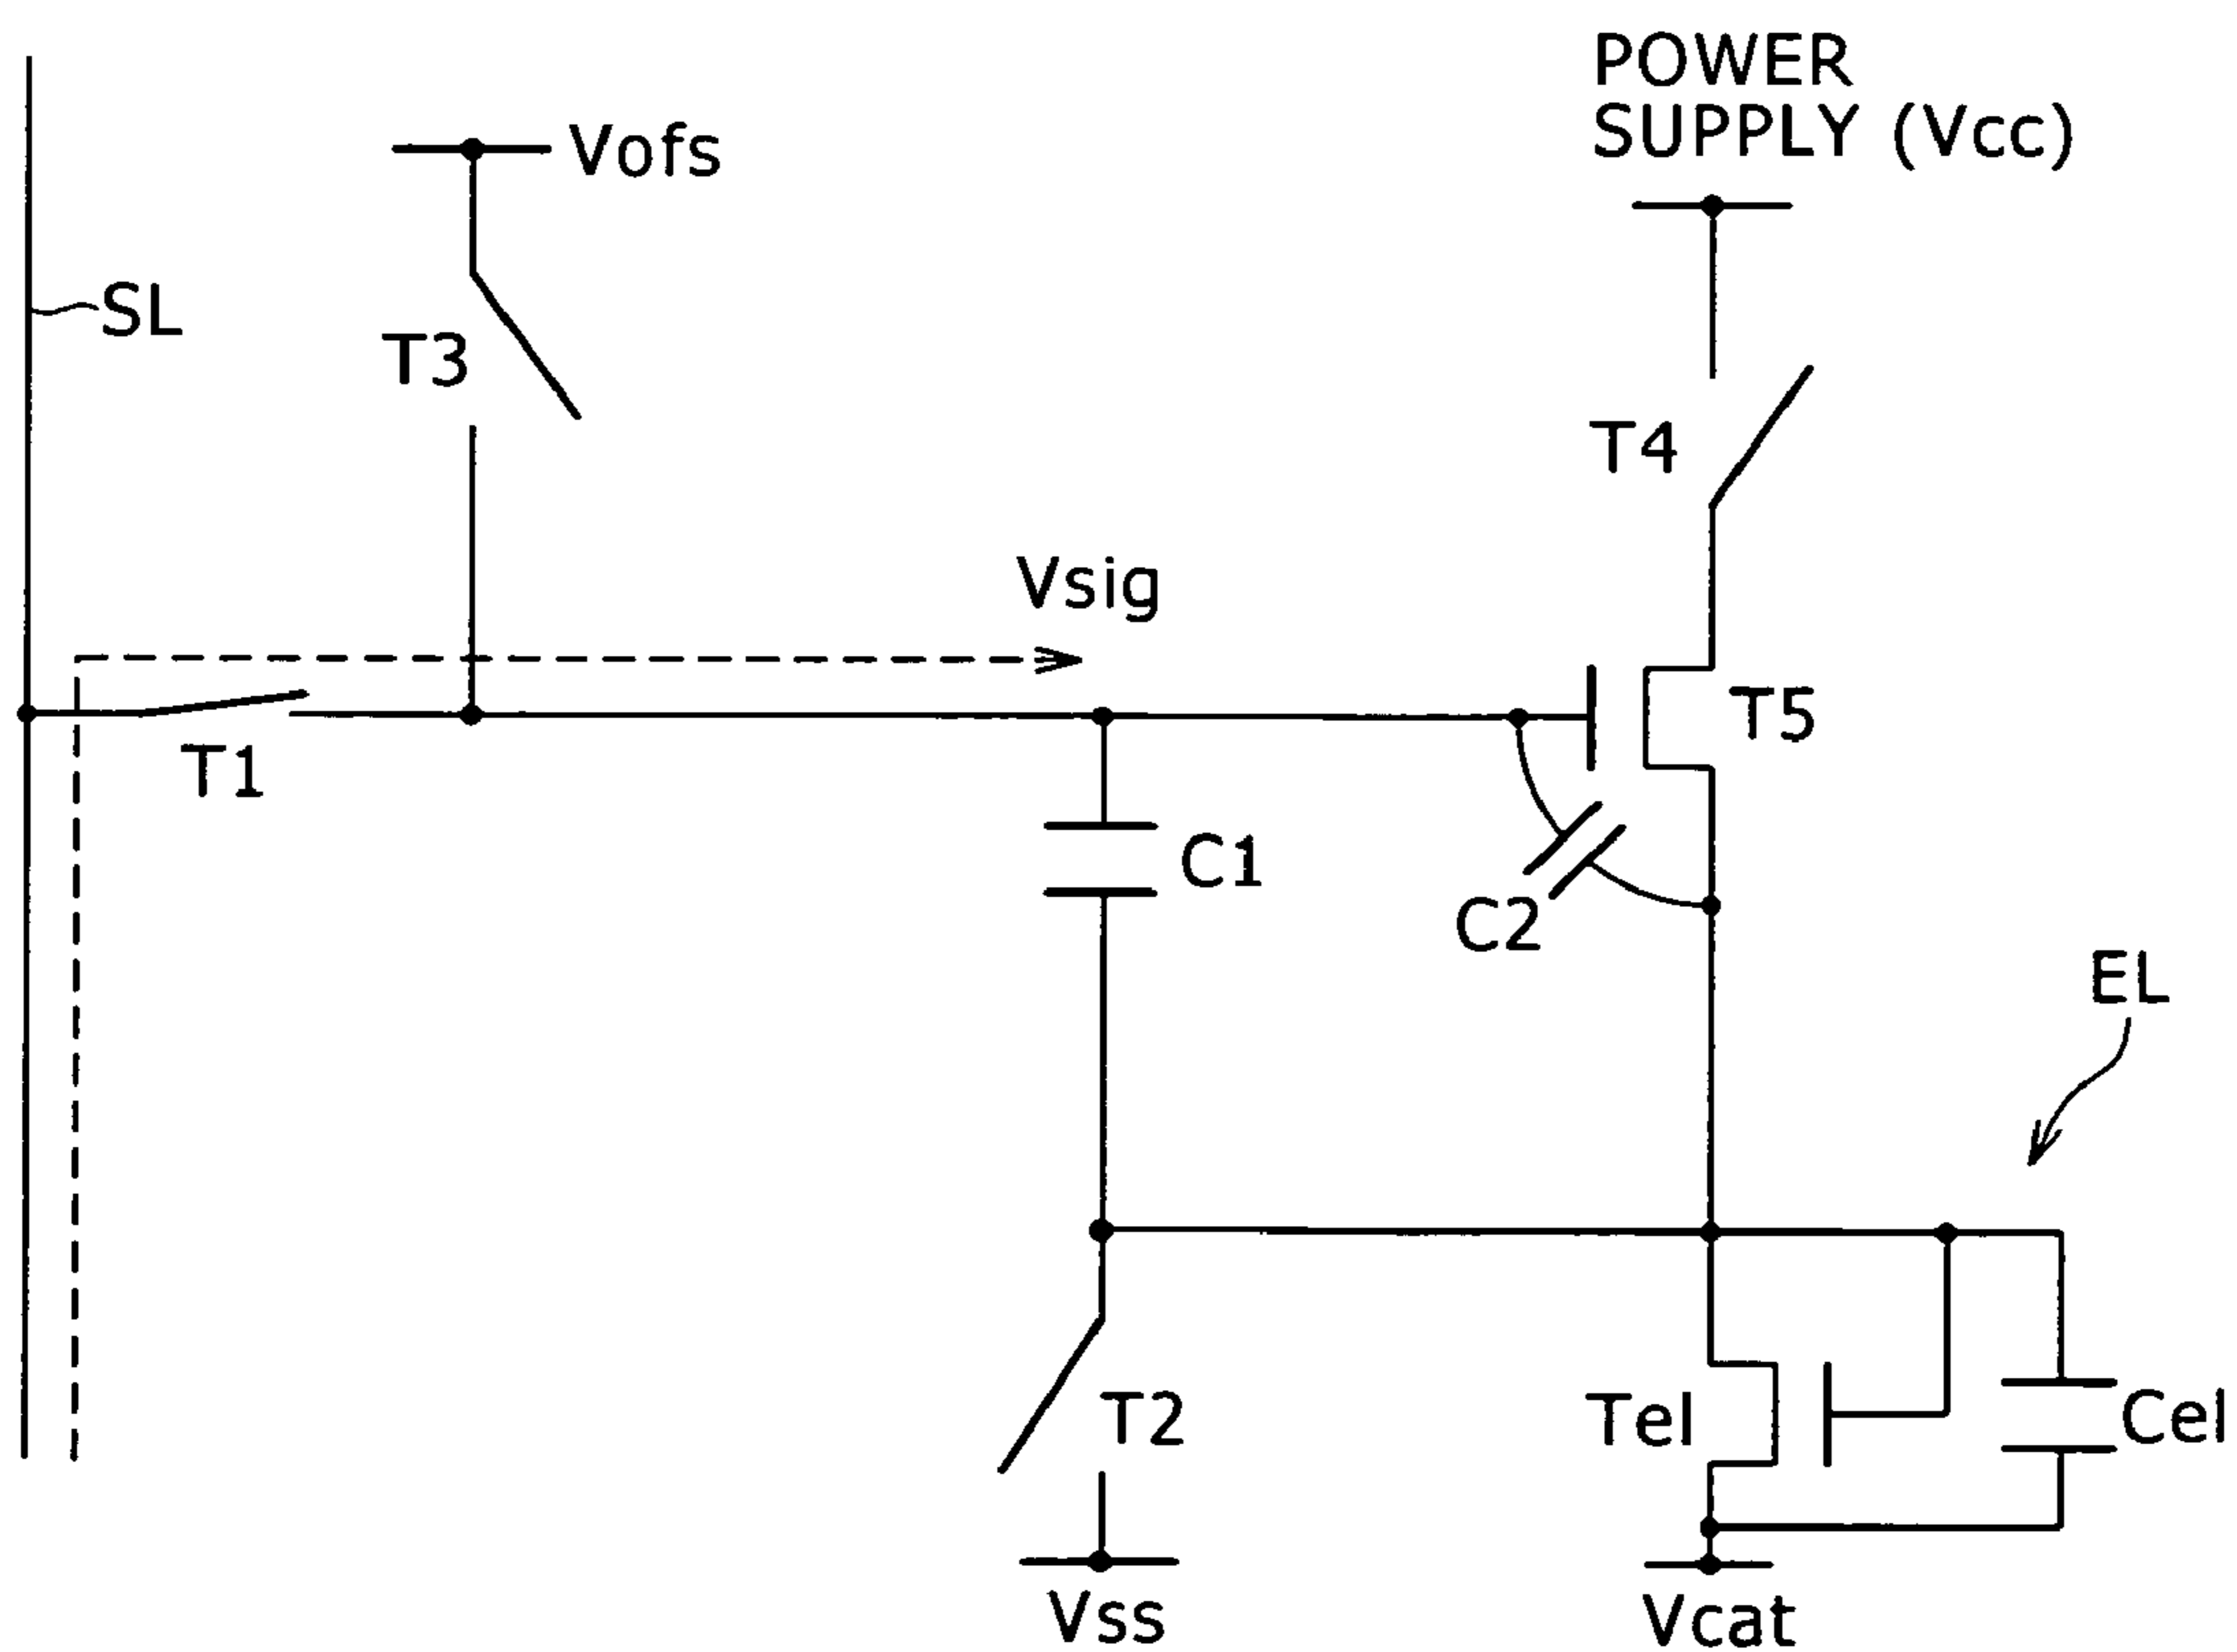 POWER
SUPPLY (Vcc)
Vofs
SL
T3
T4
Vsig
T5
T1
C1
C2
EL
T2
Tel
Cel
Vss
Vcat